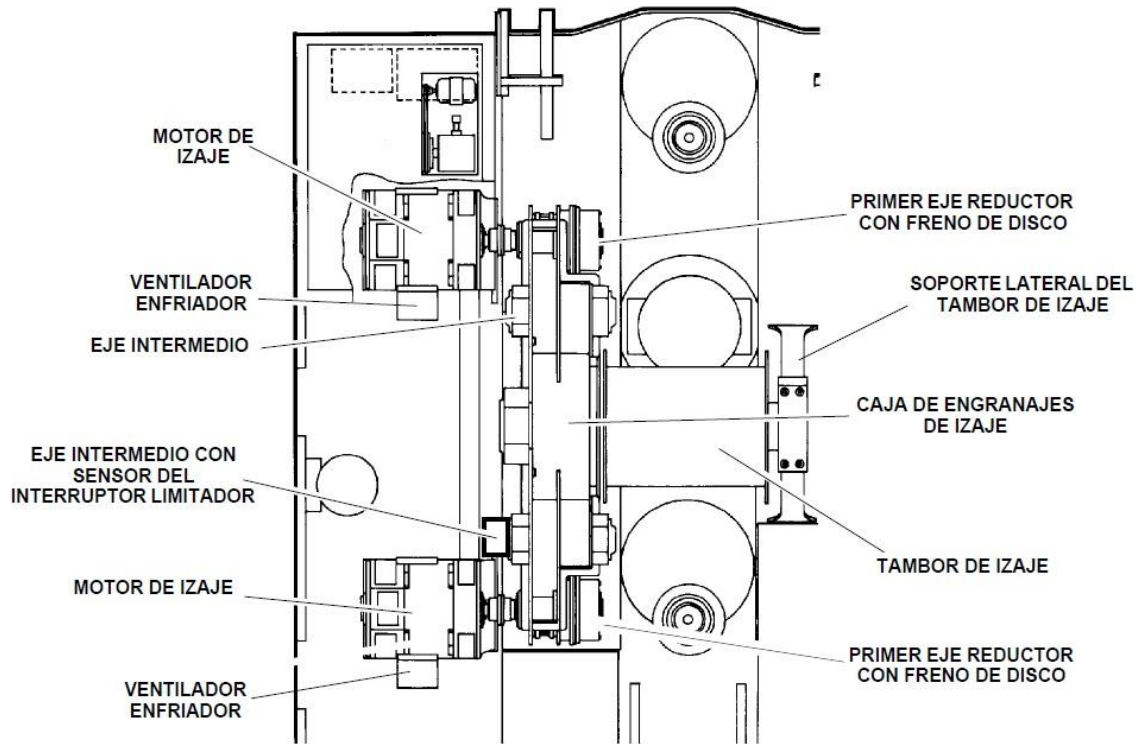 MOTOR DE
IZAJE
VENTILADOR
ENFRIADOR
EJE INTERMEDIO
EJE INTERMEDIO CON
SENSOR DEL
INTERRUPTOR LIMITADOR
MOTOR DE IZAJE
VENTILADOR
ENFRIADOR
PRIMER EJE REDUCTOR
CON FRENO DE DISCO
SOPORTE LATERAL DEL
TAMBOR DE IZAJE
CAJA DE ENGRANAJES
DE IZAJE
TAMBOR DE IZAJE
PRIMER EJE REDUCTOR
CON FRENO DE DISCO